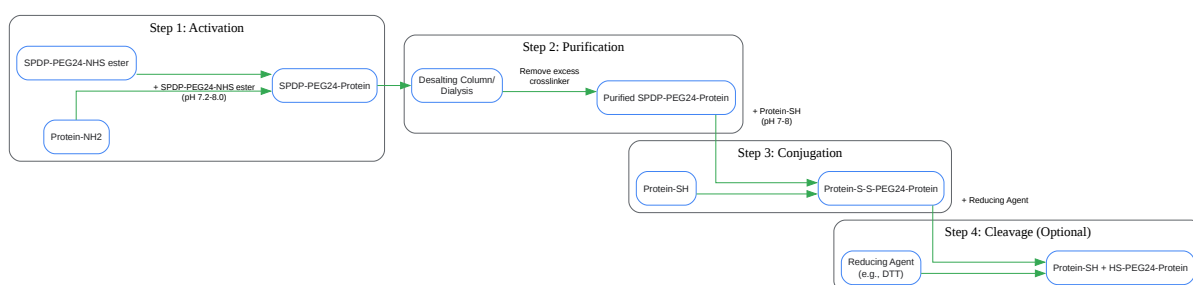 Step 1: Activation
SPDP-PEG24-NHS ester
+ SPDP-PEG24-NHS ester
(pH 7.2-8.0)
SPDP-PEG24-Protein
Protein-NH2
Step 2: Purification
Desalting Column/
Dialysis
Remove excess
crosslinker
Purified SPDP-PEG24-Protein
+ Protein-SH
(pH 7-8)
Step 3: Conjugation
Protein-SH
Protein-S-S-PEG24-Protein
+ Reducing Agent
Step 4: Cleavage (Optional)
Reducing Agent
(e.g., DTT)
Protein-SH + HS-PEG24-Protein